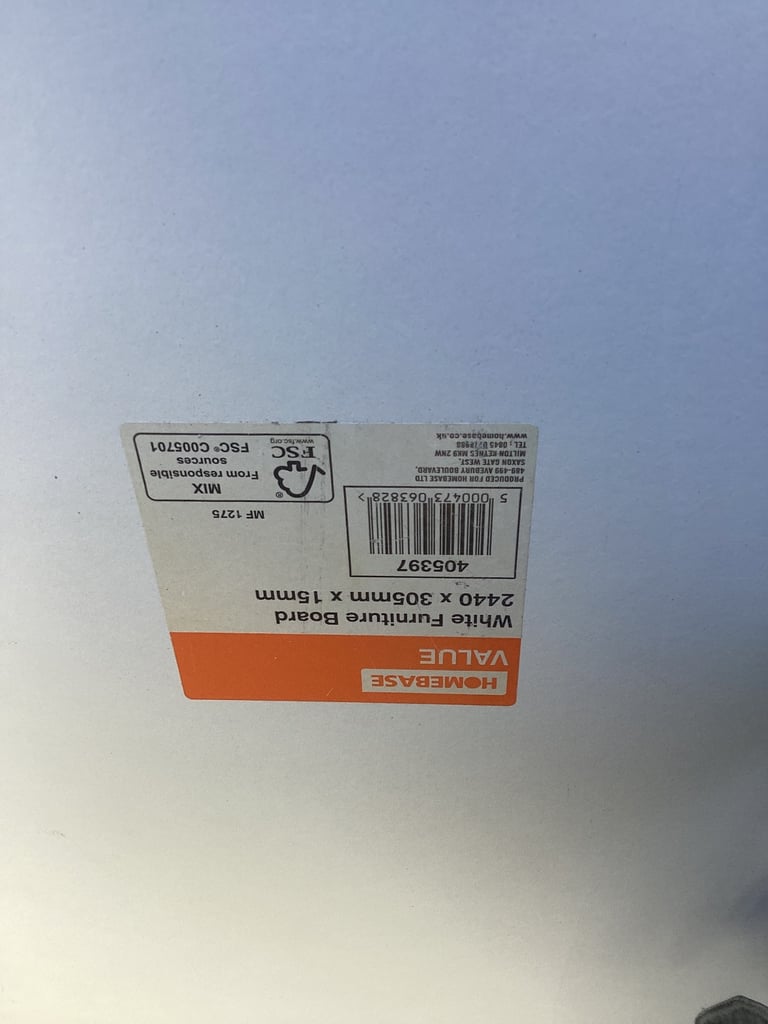 HOMEBASE
VALUE
White Furniture Board
2440 x 305mm x 15mm
405397
5 000473 063828 >
MF 1275
PRODUCED FOR HOMEBASE LTD
489-499 AVEBURY BOULEVARD,
SAXON GATE WEST,
MILTON KEYNES MK9 2NW
TEL; 0845
www.homebase.co.uk
®
FSC
www.fsc.org
MIX
From responsible
sources
FSC® C005701